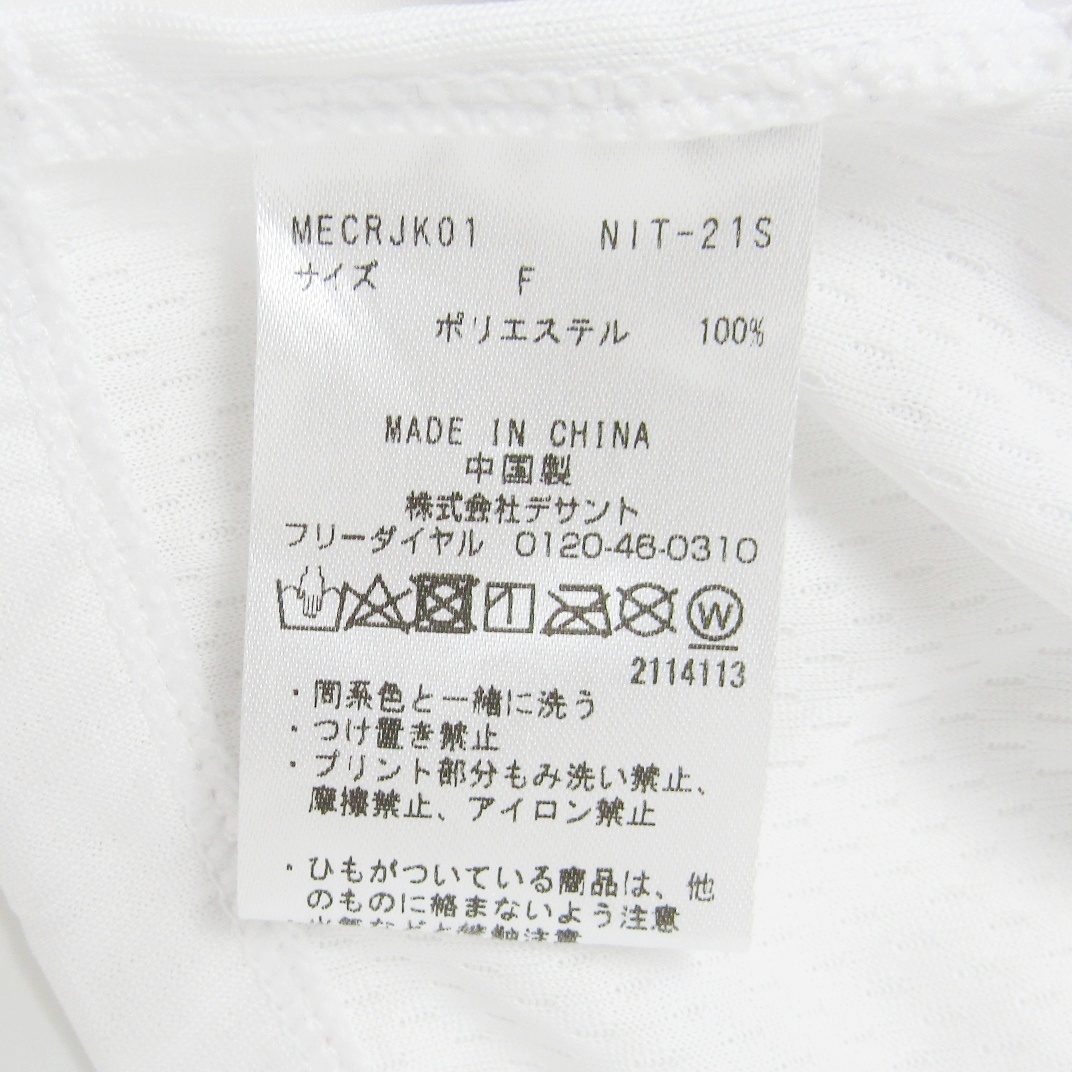 MECRJK01 NIT-21S
サイズ F
ポリエステル 100%
MADE IN CHINA
中国製
株式会社デサント
フリーダイヤル 0120-46-0310
W
2114113
・同系色と一緒に洗う
・つけ置き禁止
・プリント部分もみ洗い禁止、
摩擦禁止、アイロン禁止
・ひもがついている商品は、他
のものに絡まないよう注意